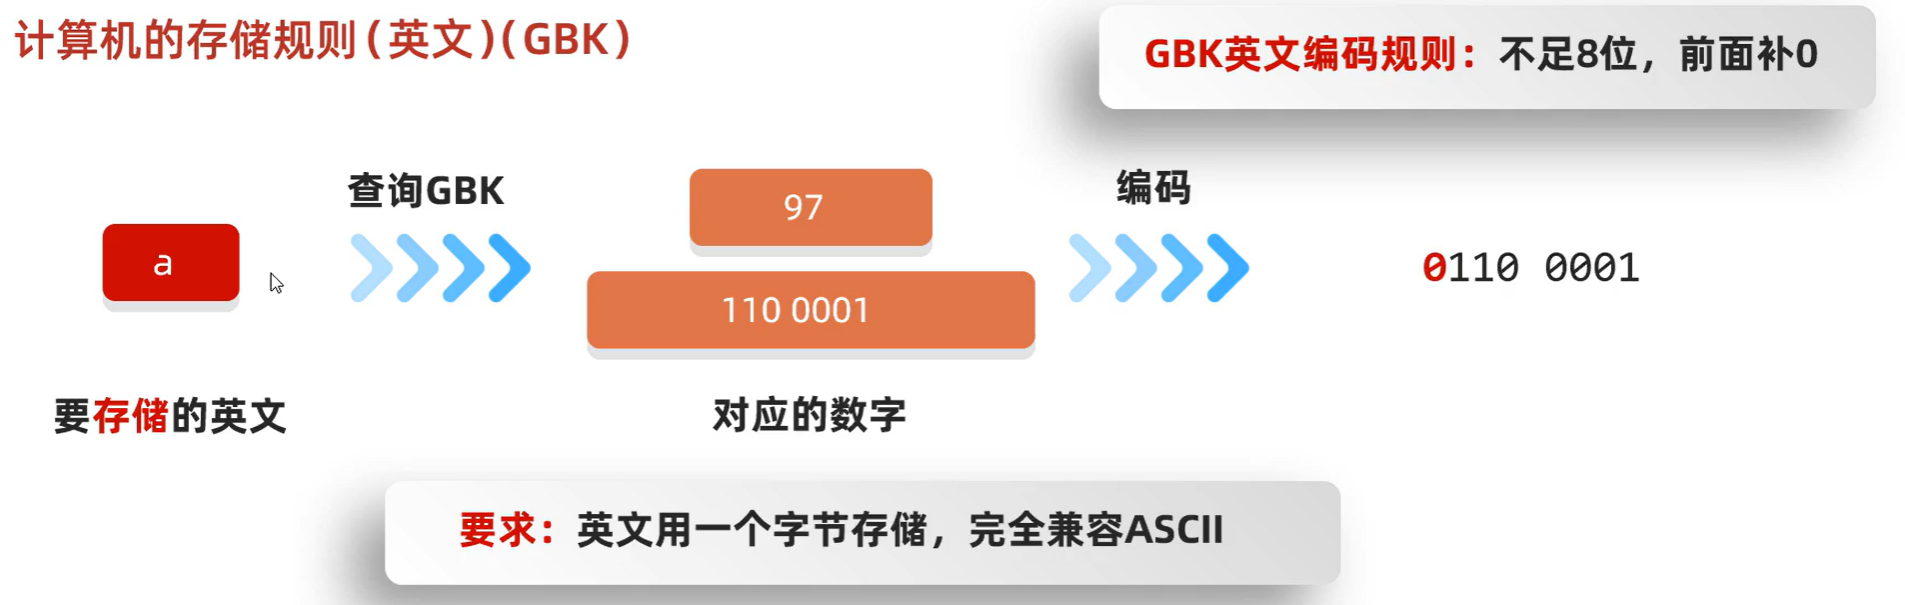 计算机的存储规则(英文)(GBK)
GBK英文编码规则：不足8位，前面补0
查询GBK
97
编码
a
110 0001
0110 0001
要存储的英文
对应的数字
要求：英文用一个字节存储，完全兼容ASCII